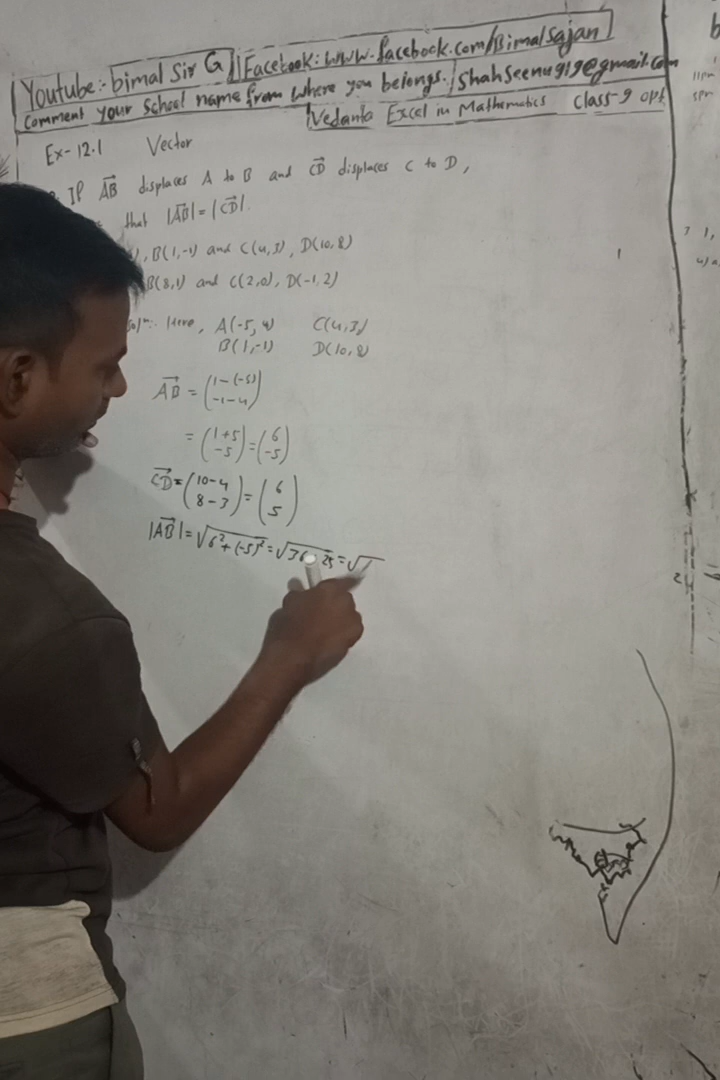 Youtube:- bimal Sir G || Facebook: www.facebook.com/Bimalsajan
Comment your School name from where you belongs. / Shahseenu919@gmail.com
Vedanta Excel in Mathematics class-9 opt
Ex-12.1 Vector
If AB displaces A to B and CD displaces C to D,
that |AB| = |CD|.
, B(1,-1) and C(4,3), D(10,8)
B(8,1) and C(2,0), D(-1,2)
Solⁿ:- Here, A(-5,4) C(4,3)
B(1,-1) D(10,8)
AB = (1-(-5) -1-4)
= (1+5 -5) = (6 -5)
CD = (10-4 8-3) = (6 5)
|AB| = √6²+(-5)² = √36 25 = √